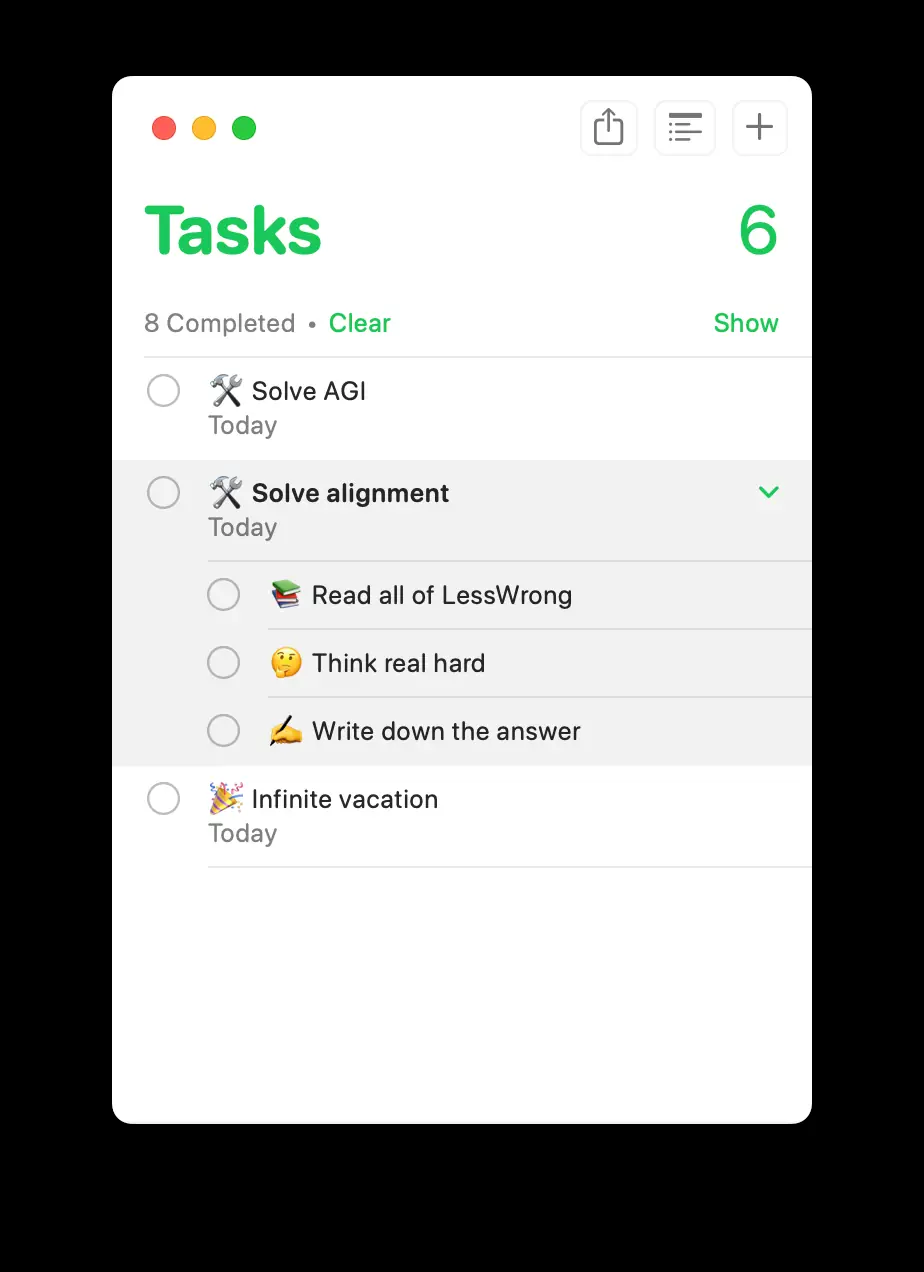 Tasks 6
8 Completed • Clear Show
🛠️ Solve AGI
Today
🛠️ Solve alignment
Today
📚 Read all of LessWrong
🤔 Think real hard
✍️ Write down the answer
🎉 Infinite vacation
Today